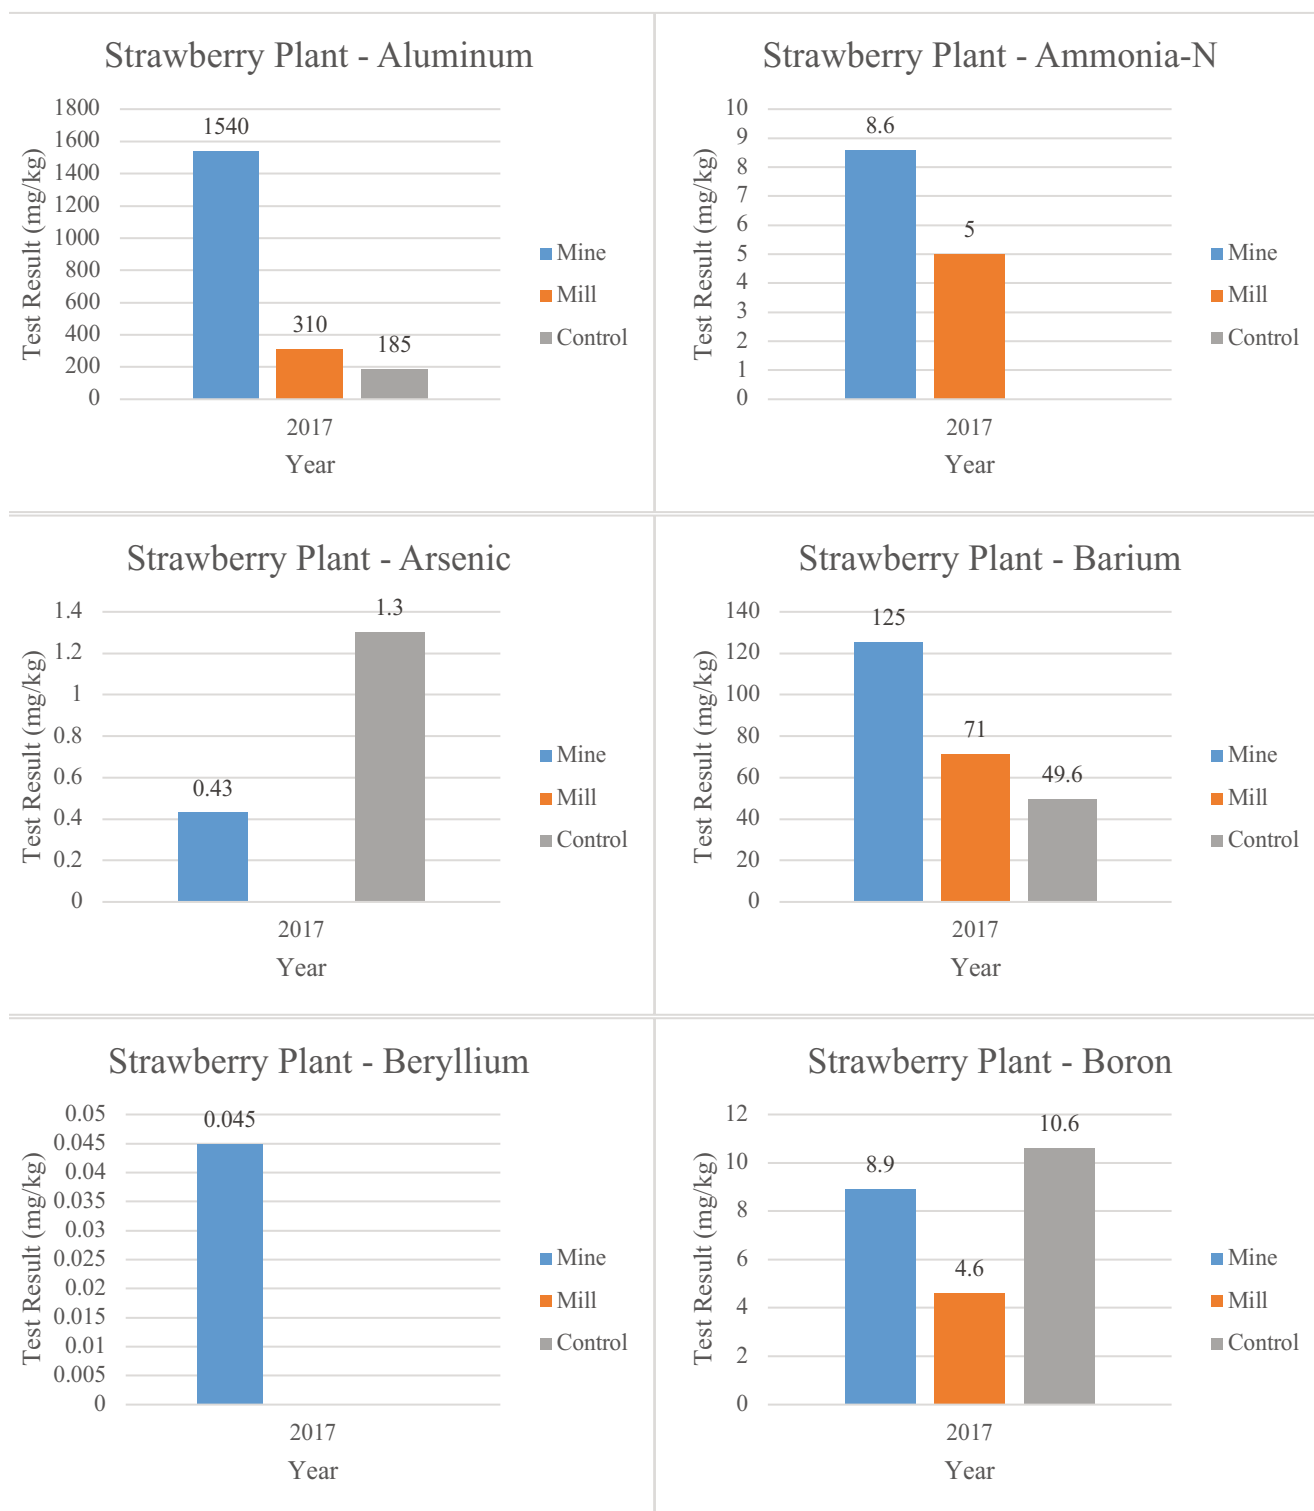 Strawberry Plant - Aluminum
1800
1600
1400
1200
1000
800
600
400
200
0
Test Result (mg/kg)
1540
310
185
2017
Year
Mine
Mill
Control
Strawberry Plant - Ammonia-N
10
9
8
7
6
5
4
3
2
1
0
Test Result (mg/kg)
8.6
5
2017
Year
Mine
Mill
Control
Strawberry Plant - Arsenic
1.4
1.2
1
0.8
0.6
0.4
0.2
0
Test Result (mg/kg)
0.43
1.3
2017
Year
Mine
Mill
Control
Strawberry Plant - Barium
140
120
100
80
60
40
20
0
Test Result (mg/kg)
125
71
49.6
2017
Year
Mine
Mill
Control
Strawberry Plant - Beryllium
0.05
0.045
0.04
0.035
0.03
0.025
0.02
0.015
0.01
0.005
0
Test Result (mg/kg)
0.045
2017
Year
Mine
Mill
Control
Strawberry Plant - Boron
12
10
8
6
4
2
0
Test Result (mg/kg)
8.9
4.6
10.6
2017
Year
Mine
Mill
Control